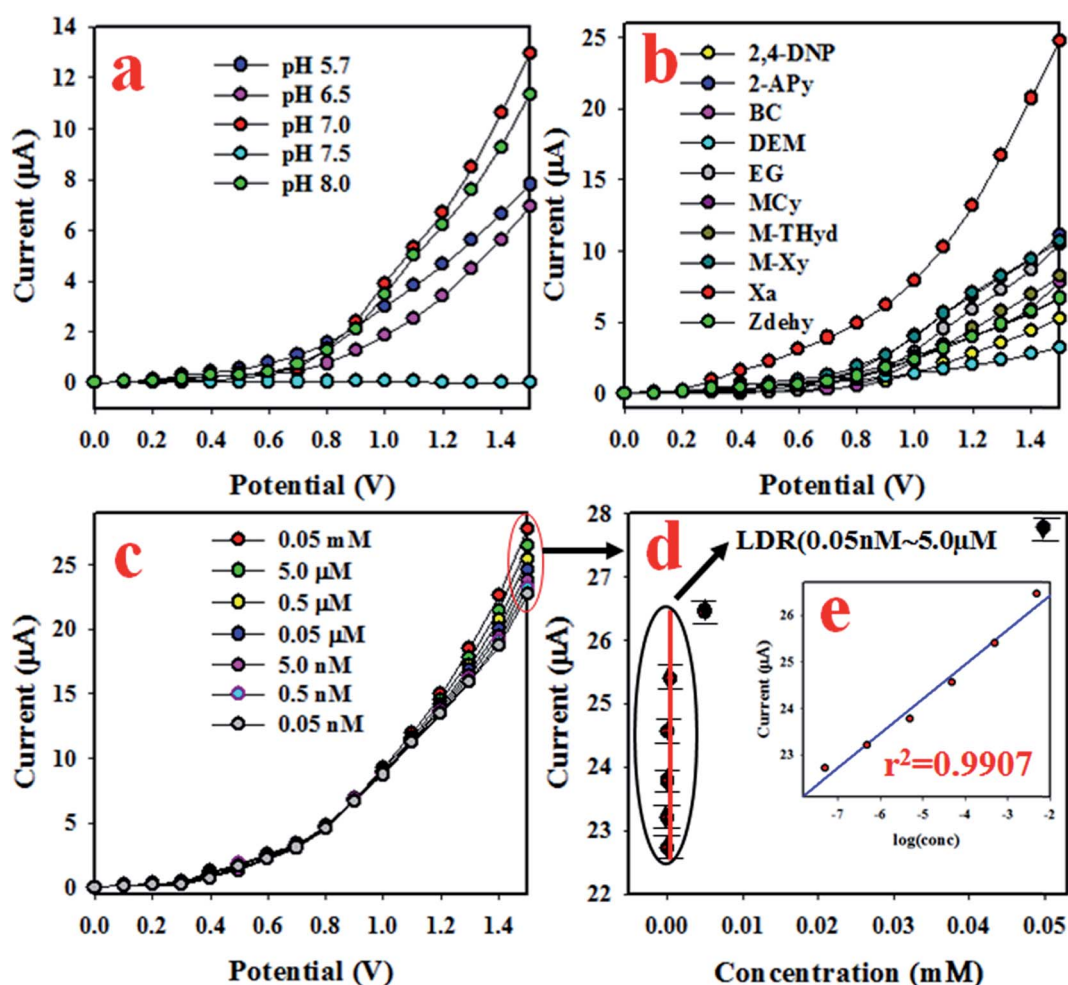 a
14
12
10
8
6
4
2
0
Current (µA)
pH 5.7
pH 6.5
pH 7.0
pH 7.5
pH 8.0
0.0 0.2 0.4 0.6 0.8 1.0 1.2 1.4
Potential (V)
b
25
20
15
10
5
0
Current (µA)
2,4-DNP
2-APy
BC
DEM
EG
MCy
M-THyd
M-Xy
Xa
Zdehy
0.0 0.2 0.4 0.6 0.8 1.0 1.2 1.4
Potential (V)
c
25
20
15
10
5
0
Current (µA)
0.05 mM
5.0 µM
0.5 µM
0.05 µM
5.0 nM
0.5 nM
0.05 nM
0.0 0.2 0.4 0.6 0.8 1.0 1.2 1.4
Potential (V)
d
28
27
26
25
24
23
22
Current (µA)
LDR(0.05nM~5.0µM
0.00 0.01 0.02 0.02 0.03 0.04 0.05
Concentration (mM)
e
26
25
24
23
Current (µA)
r²=0.9907
-7 -6 -5 -4 -3 -2
log(conc)